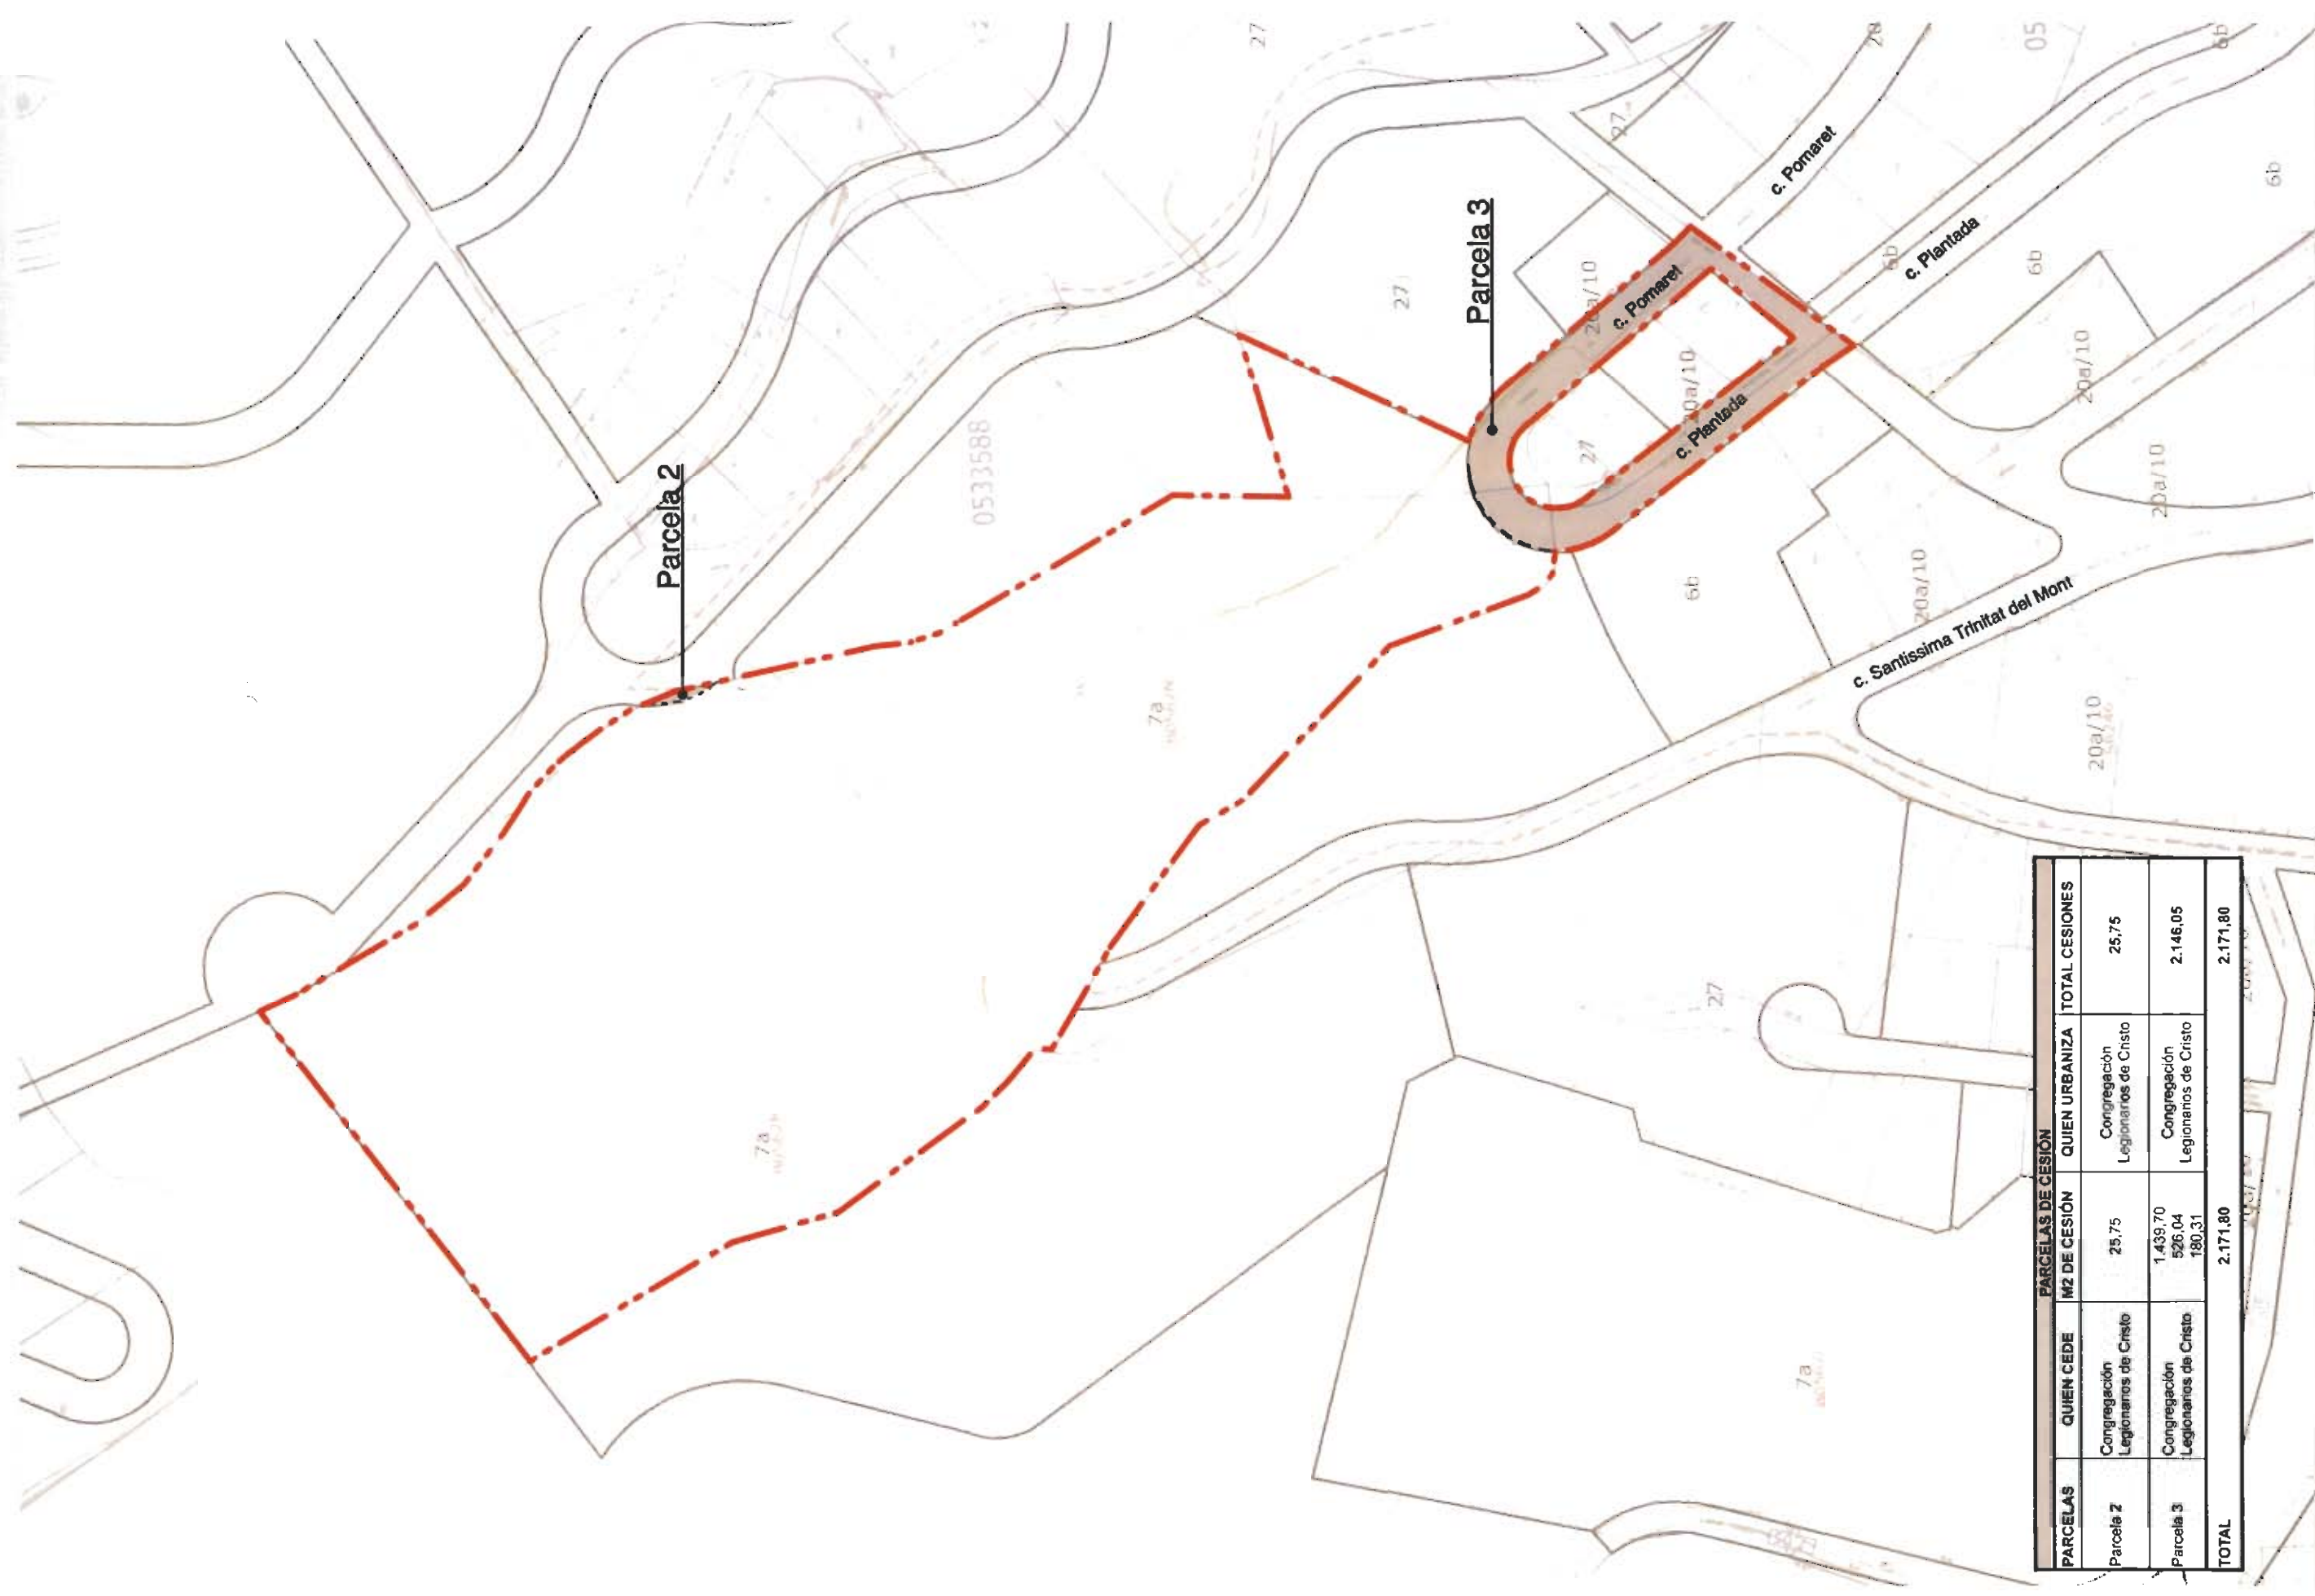 Parcela 2
Parcela 3
c. Pomaret
c. Pomaret
c. Plantada
c. Plantada
c. Santissima Trinitat del Mont
0533588
05
27
27
27
27
27
20a/10
20a/10
20a/10
20a/10
20a/10
20a/10
6b
6b
6b
6b
6b
7a
7a
7a
PARCELAS DE CESIÓN
PARCELAS QUIEN CEDE M2 DE CESIÓN QUIEN URBANIZA TOTAL CESIONES
Parcela 2 Congregación Legionarios de Cristo 25,75 Congregación Legionarios de Cristo 25,75
Parcela 3 Congregación Legionarios de Cristo 1.439,70 526,04 180,31 Congregación Legionarios de Cristo 2.146,05
TOTAL 2.171,80 2.171,80